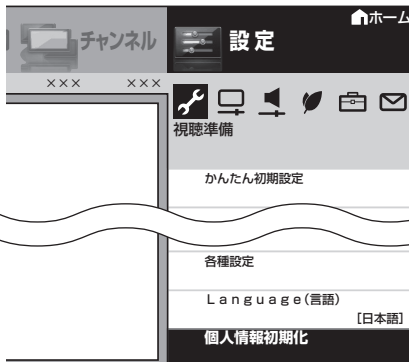 ホーム
チャンネル
設定
××× ×××
視聴準備
かんたん初期設定
各種設定
Language(言語)
[日本語]
個人情報初期化